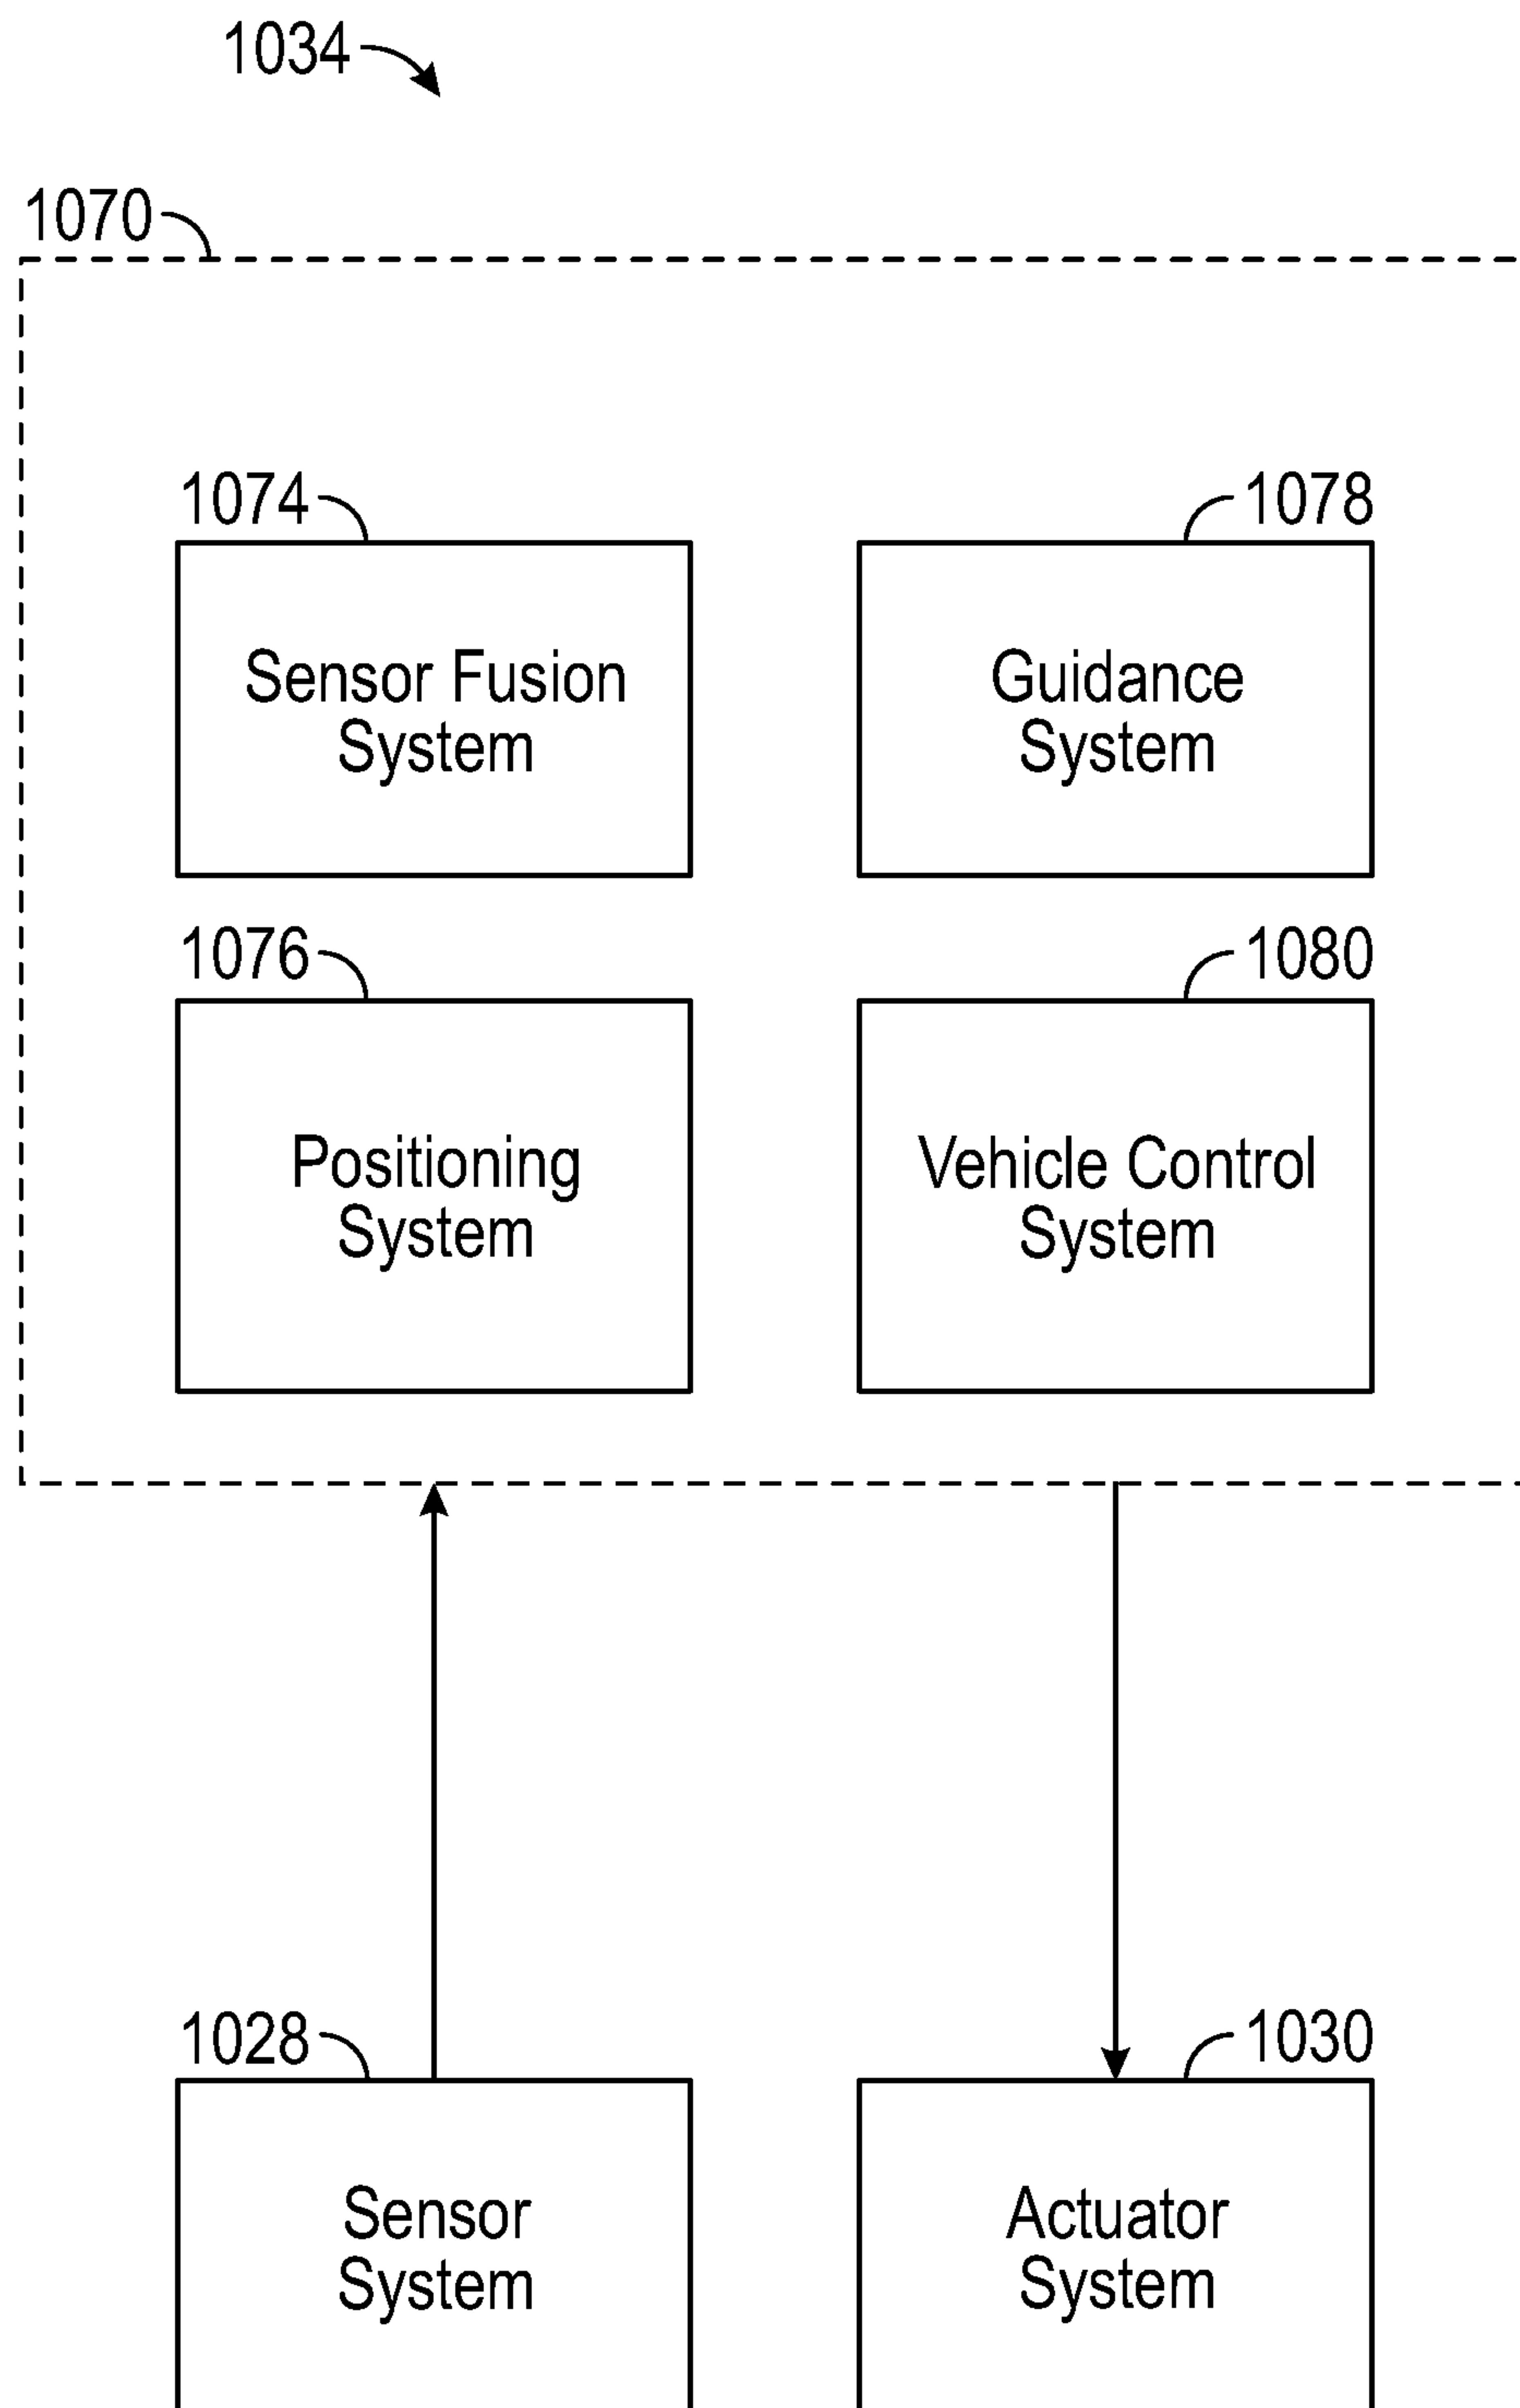 1034
1070
1074
Sensor Fusion
System
1078
Guidance
System
1076
Positioning
System
1080
Vehicle Control
System
1028
Sensor
System
1030
Actuator
System